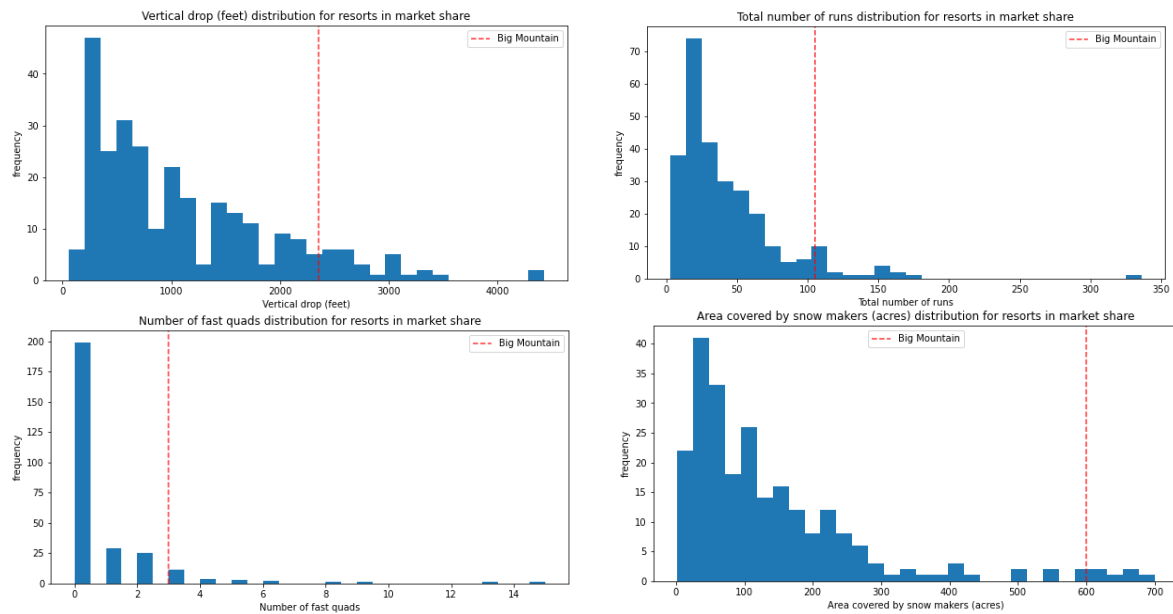 Vertical drop (feet) distribution for resorts in market share
Big Mountain
frequency
40
30
20
10
0
0 1000 2000 3000 4000
Vertical drop (feet)
Total number of runs distribution for resorts in market share
Big Mountain
frequency
70
60
50
40
30
20
10
0
0 50 100 150 200 250 300 350
Total number of runs
Number of fast quads distribution for resorts in market share
Big Mountain
frequency
200
175
150
125
100
75
50
25
0
0 2 4 6 8 10 12 14
Number of fast quads
Area covered by snow makers (acres) distribution for resorts in market share
Big Mountain
frequency
40
35
30
25
20
15
10
5
0
0 100 200 300 400 500 600 700
Area covered by snow makers (acres)